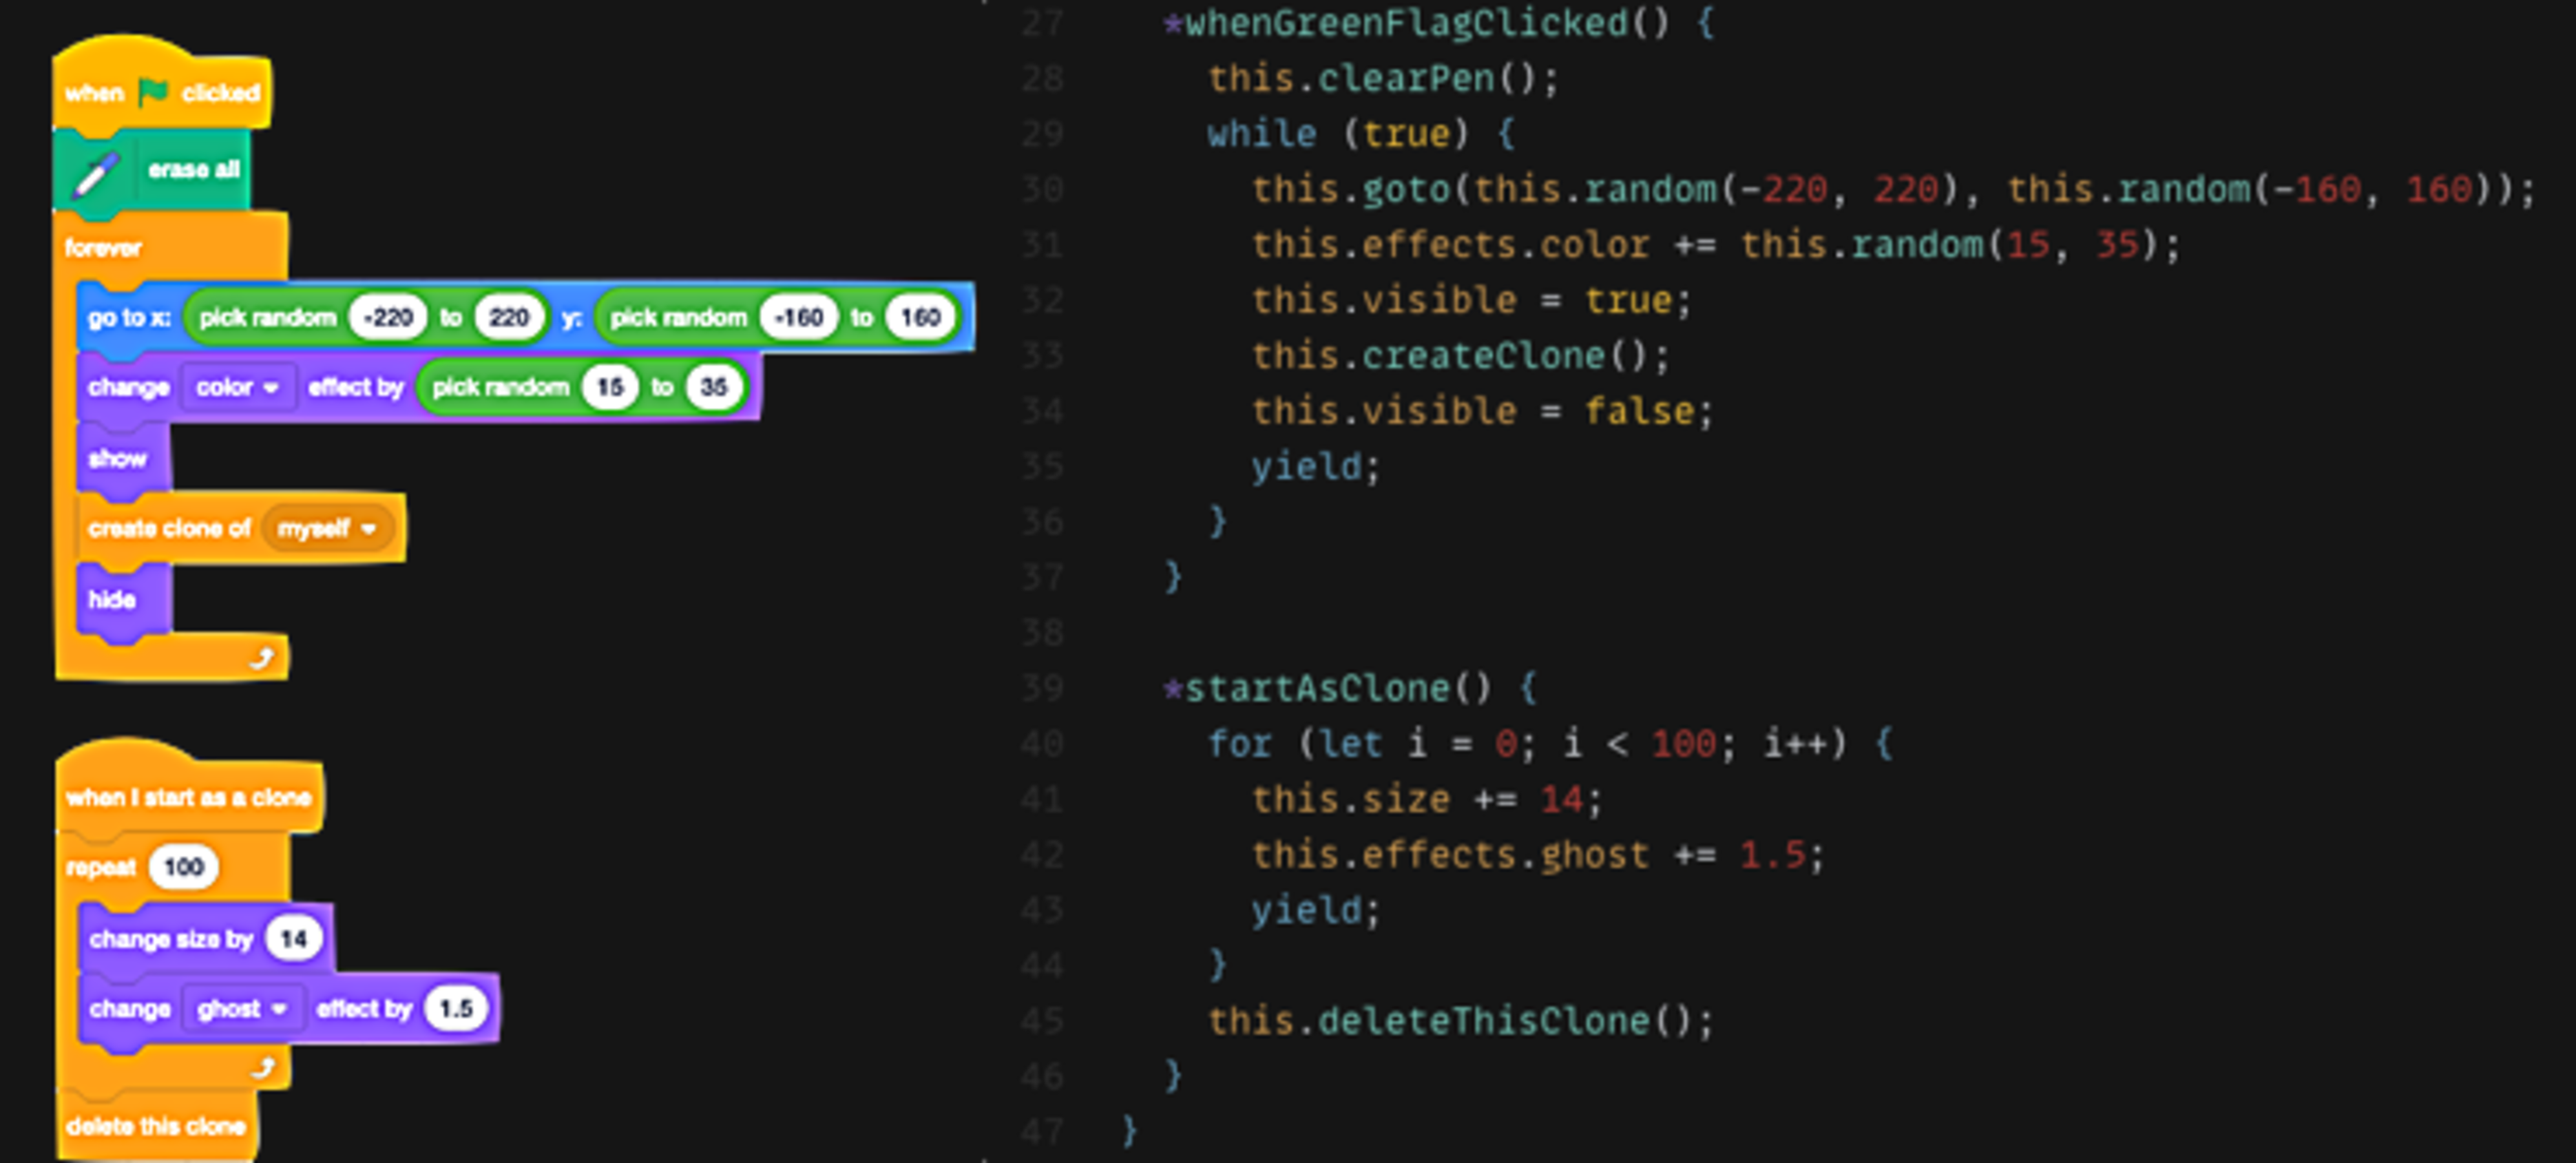 when clicked
erase all
forever
go to x: pick random -220 to 220 y: pick random -160 to 160
change color effect by pick random 15 to 35
show
create clone of myself
hide
when I start as a clone
repeat 100
change size by 14
change ghost effect by 1.5
delete this clone
27 *whenGreenFlagClicked() {
28 this.clearPen();
29 while (true) {
30 this.goto(this.random(-220, 220), this.random(-160, 160));
31 this.effects.color += this.random(15, 35);
32 this.visible = true;
33 this.createClone();
34 this.visible = false;
35 yield;
36 }
37 }
38
39 *startAsClone() {
40 for (let i = 0; i < 100; i++) {
41 this.size += 14;
42 this.effects.ghost += 1.5;
43 yield;
44 }
45 this.deleteThisClone();
46 }
47 }